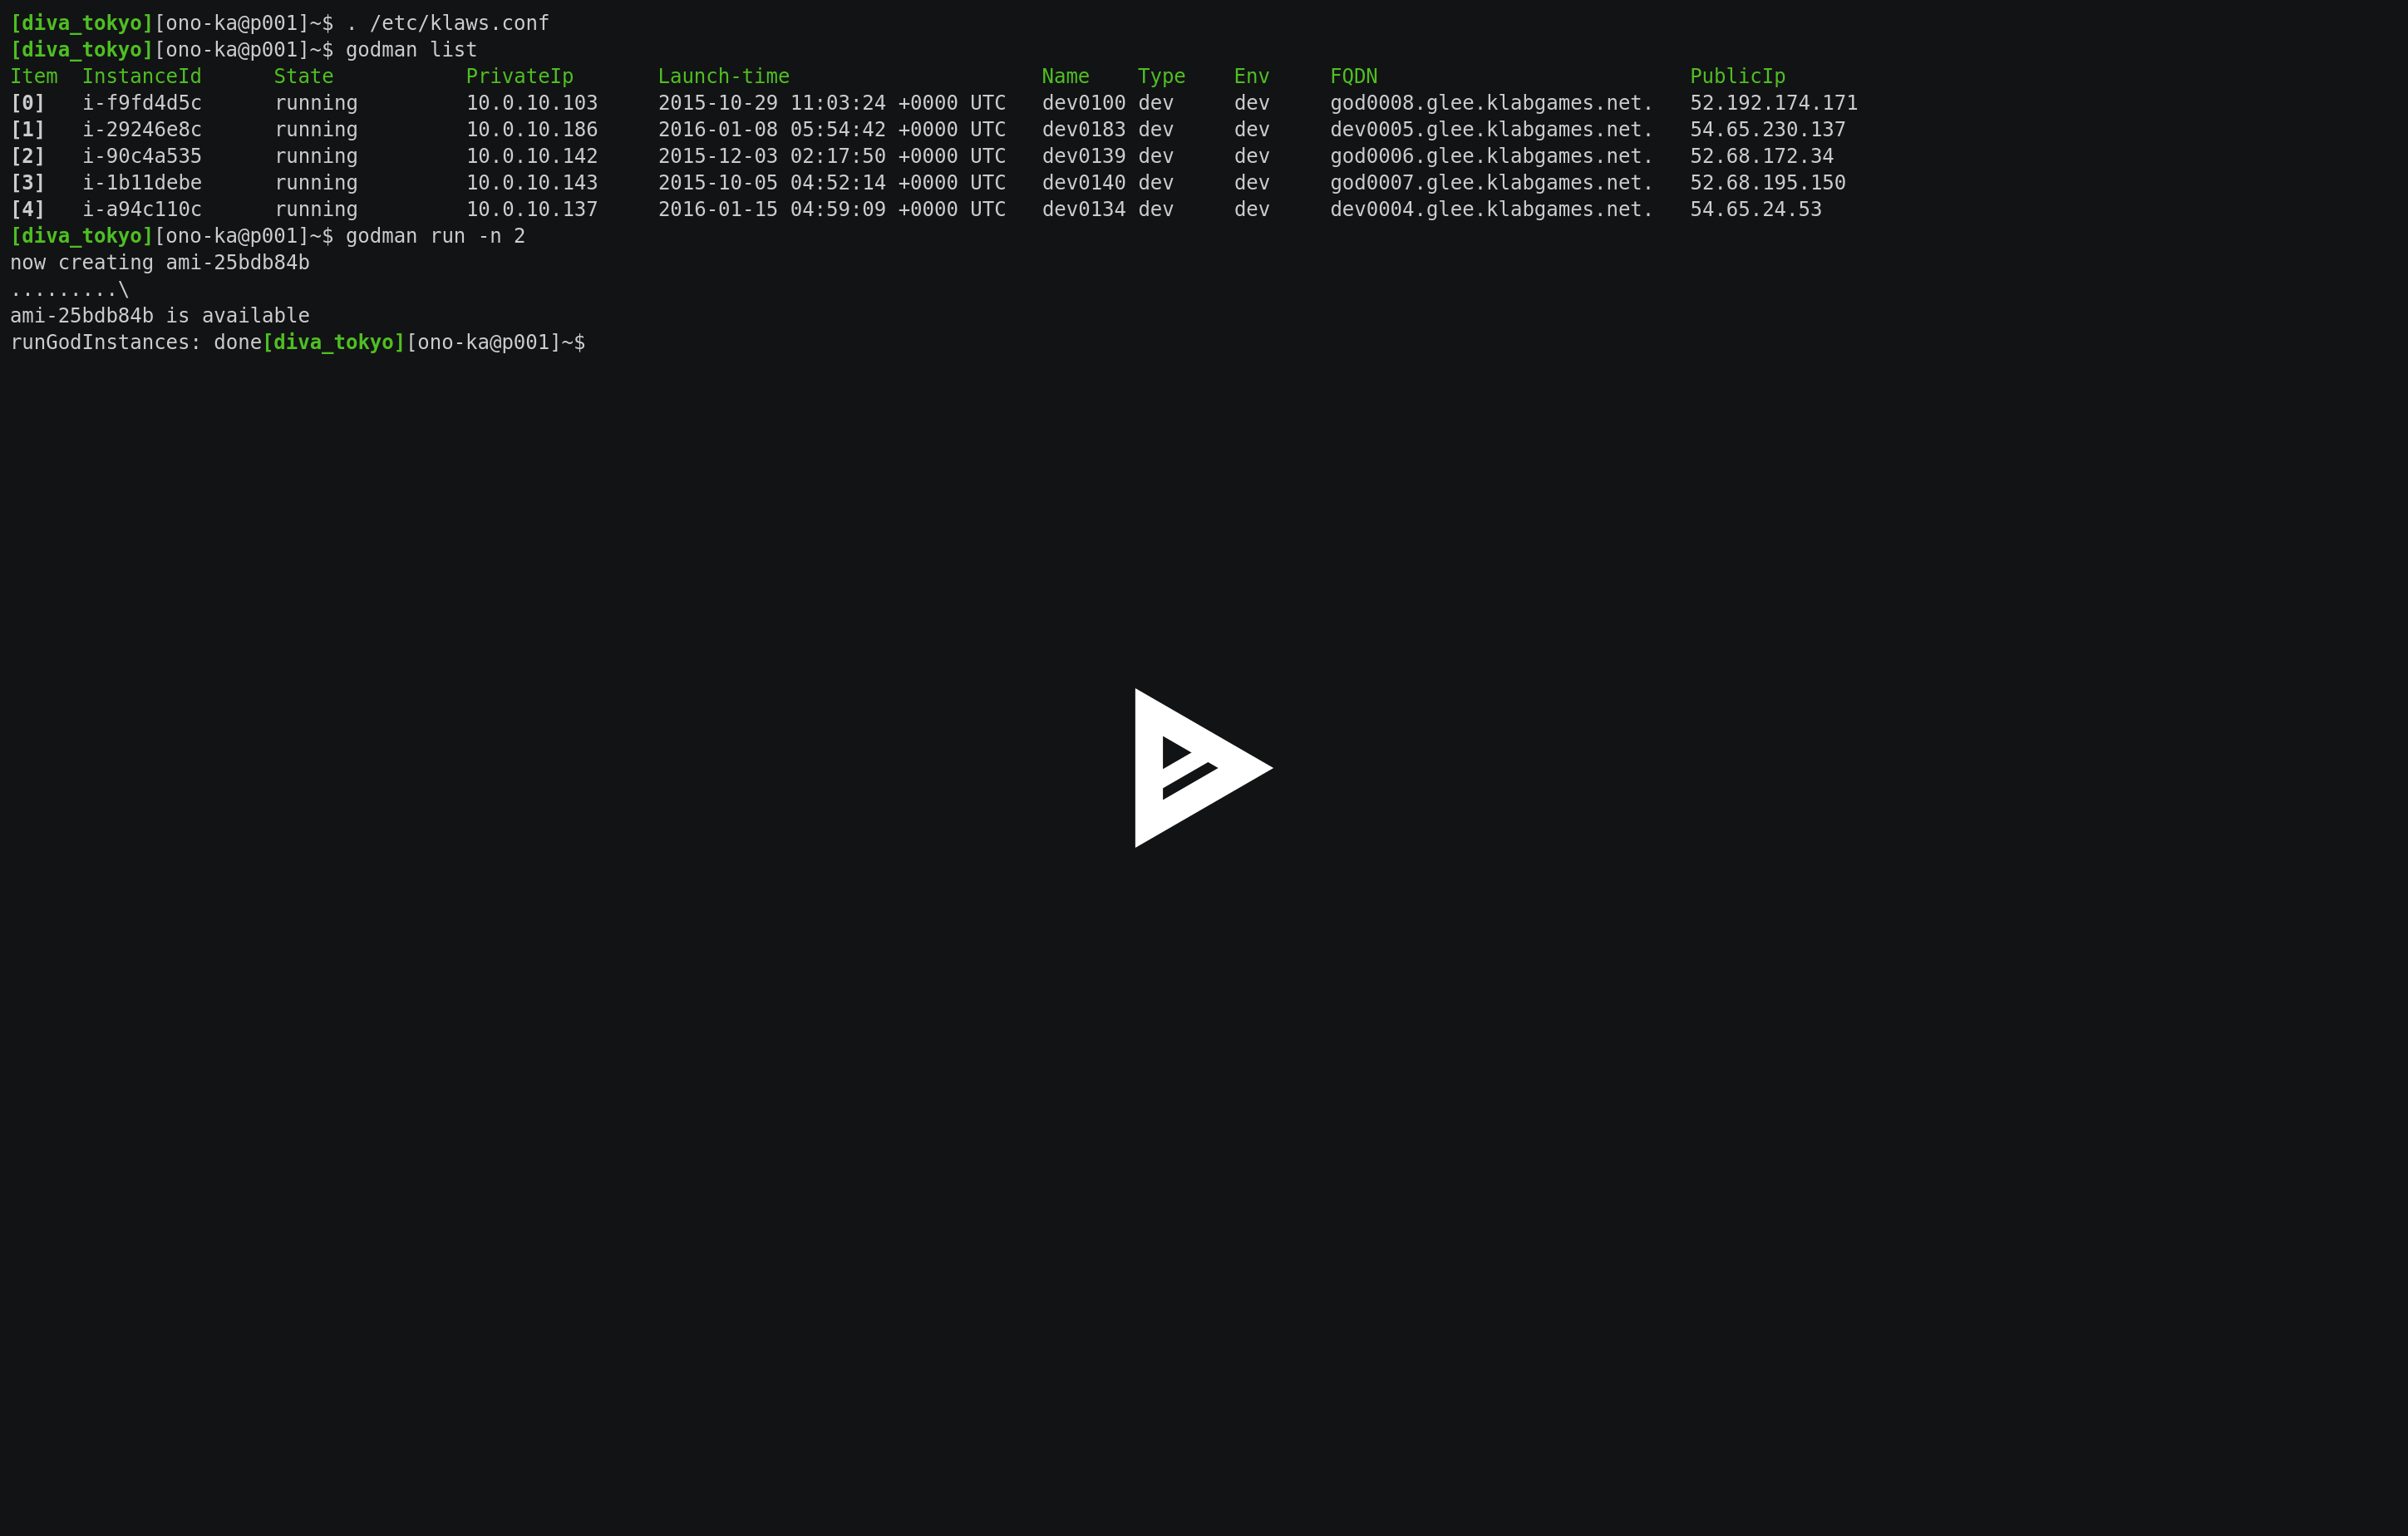 [diva_tokyo][ono-ka@p001]~$ . /etc/klaws.conf
[diva_tokyo][ono-ka@p001]~$ godman list
Item  InstanceId      State           PrivateIp       Launch-time                     Name    Type    Env     FQDN                          PublicIp
[0]   i-f9fd4d5c      running         10.0.10.103     2015-10-29 11:03:24 +0000 UTC   dev0100 dev     dev     god0008.glee.klabgames.net.   52.192.174.171
[1]   i-29246e8c      running         10.0.10.186     2016-01-08 05:54:42 +0000 UTC   dev0183 dev     dev     dev0005.glee.klabgames.net.   54.65.230.137
[2]   i-90c4a535      running         10.0.10.142     2015-12-03 02:17:50 +0000 UTC   dev0139 dev     dev     god0006.glee.klabgames.net.   52.68.172.34
[3]   i-1b11debe      running         10.0.10.143     2015-10-05 04:52:14 +0000 UTC   dev0140 dev     dev     god0007.glee.klabgames.net.   52.68.195.150
[4]   i-a94c110c      running         10.0.10.137     2016-01-15 04:59:09 +0000 UTC   dev0134 dev     dev     dev0004.glee.klabgames.net.   54.65.24.53
[diva_tokyo][ono-ka@p001]~$ godman run -n 2
now creating ami-25bdb84b
.........\
ami-25bdb84b is available
runGodInstances: done[diva_tokyo][ono-ka@p001]~$